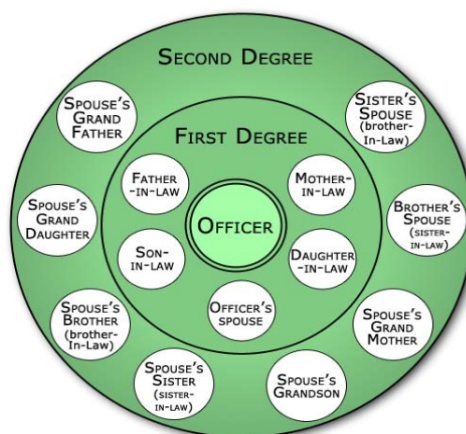 SECOND DEGREE
SPOUSE'S
GRAND
FATHER
SISTER'S
SPOUSE
(brother-
In-Law)
FIRST DEGREE
FATHER
-IN-LAW
MOTHER-
IN-LAW
OFFICER
SPOUSE'S
GRAND
DAUGHTER
BROTHER'S
SPOUSE
(SISTER-
IN-LAW)
SON-
IN-LAW
DAUGHTER-
IN-LAW
SPOUSE'S
BROTHER
(brother-
In-Law)
OFFICER'S
SPOUSE
SPOUSE'S
GRAND
MOTHER
SPOUSE'S
SISTER
(SISTER-
IN-LAW)
SPOUSE'S
GRANDSON